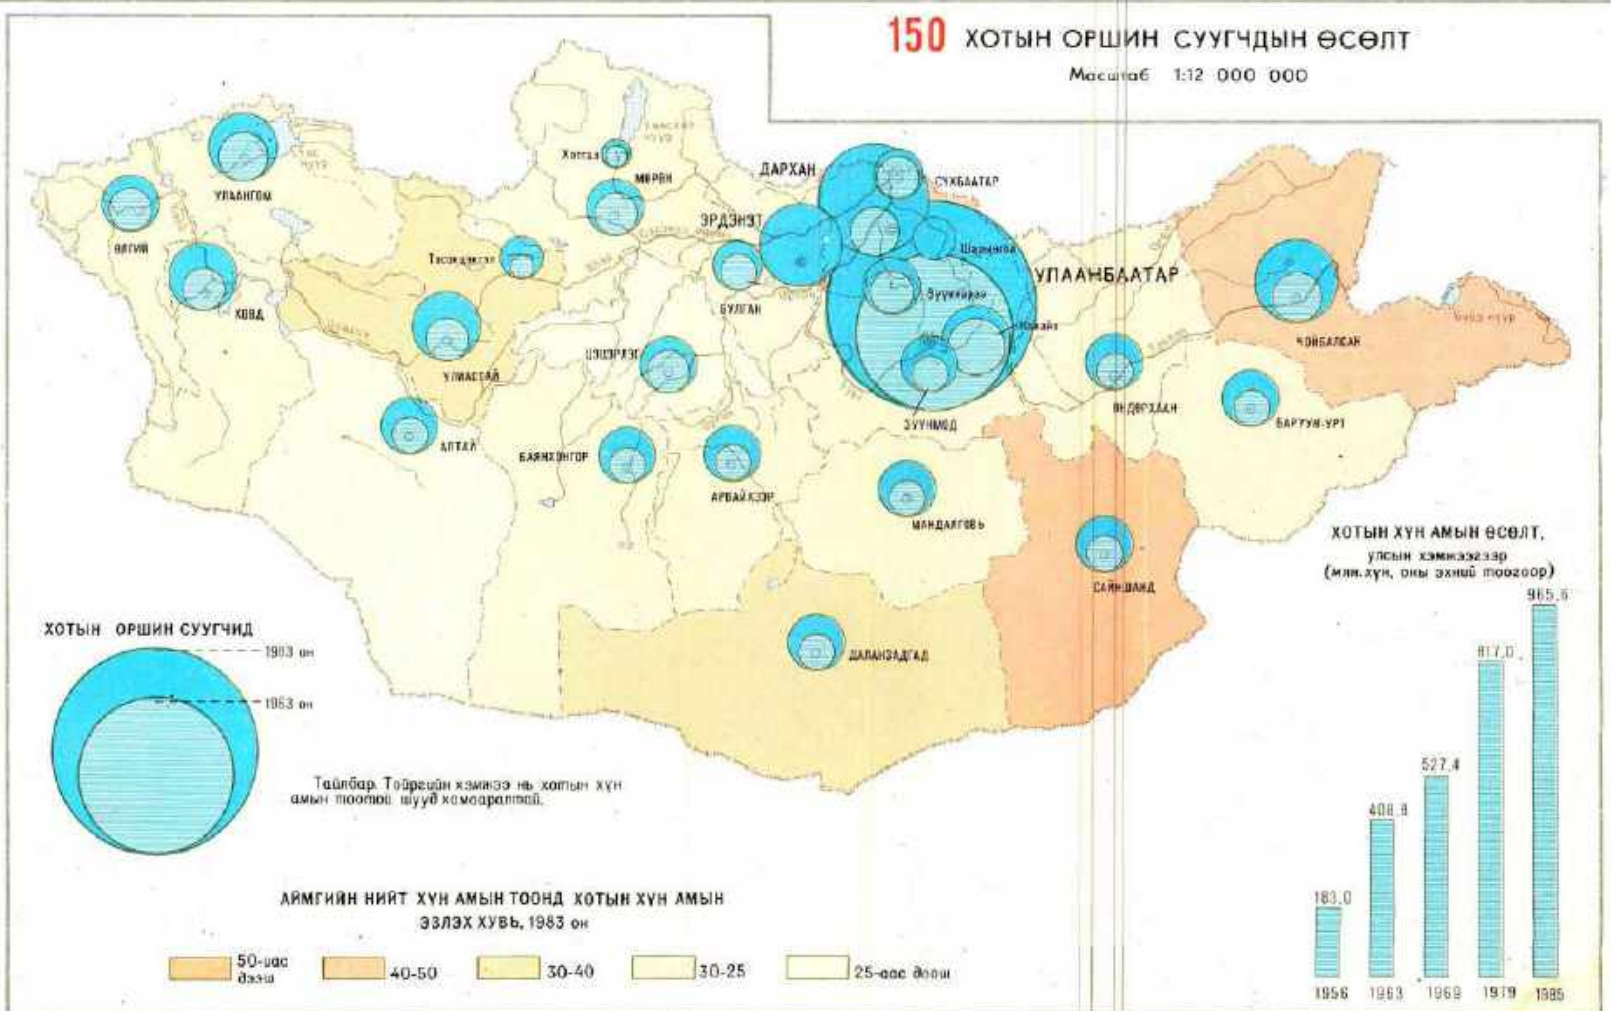 150 ХОТЫН ОРШИН СУУГЧДЫН ӨСӨЛТ
Масштаб 1:12 000 000
УЛААНГОМ
ӨЛГИЙ
ХОВД
Хатгал
МӨРӨН
Тосонцэнгэл
УЛИАСТАЙ
АЛТАЙ
ДАРХАН
СҮХБААТАР
ЭРДЭНЭТ
Шарынгол
БУЛГАН
УЛААНБААТАР
Зүүнхараа
Налайх
ЦЭЦЭРЛЭГ
ЗУУНМОД
ЧОЙБАЛСАН
ӨНДӨРХААН
БАРУУН-УРТ
БАЯНХОНГОР
АРВАЙХЭЭР
МАНДАЛГОВЬ
САЙНШАНД
ДАЛАНЗАДГАД
ХОТЫН ОРШИН СУУГЧИД
1983 он
1963 он
Тайлбар. Тойргийн хэмжээ нь хотын хүн
амын тоотой шууд хамааралтай.
АЙМГИЙН НИЙТ ХҮН АМЫН ТООНД ХОТЫН ХҮН АМЫН
ЭЗЛЭХ ХУВЬ, 1983 он
50-иас
дээш
40-50
30-40
30-25
25-аас доош
ХОТЫН ХҮН АМЫН ӨСӨЛТ,
улсын хэмжээгээр
(мян.хүн, оны эхний тоогоор)
965,6
817,0
527,4
408,8
183,0
1956 1963 1969 1979 1985